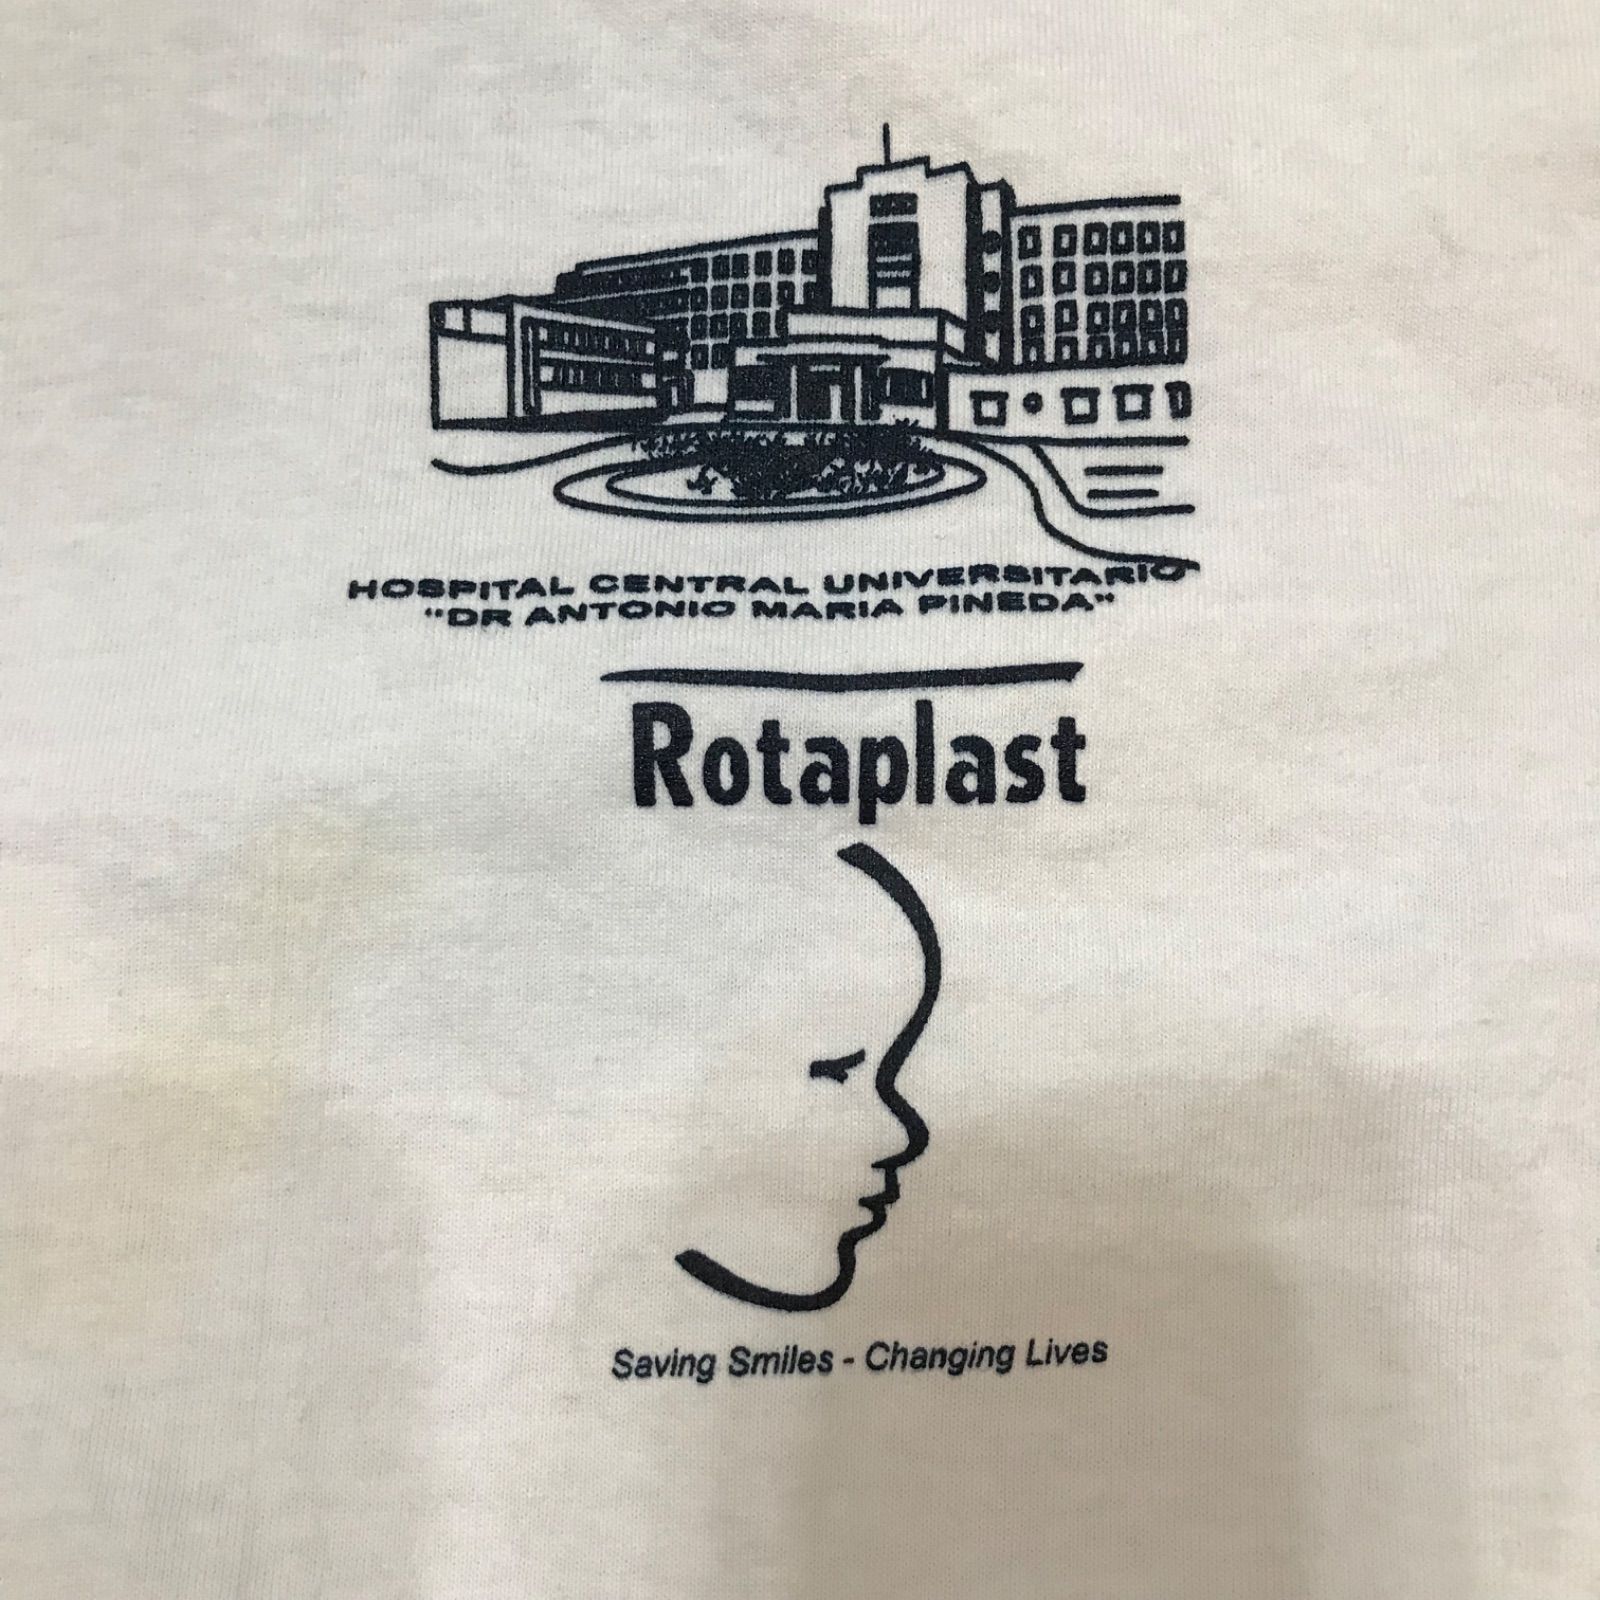 HOSPITAL CENTRAL UNIVERSITARIO
"DR ANTONIO MARIA PINEDA"
Rotaplast
Saving Smiles - Changing Lives